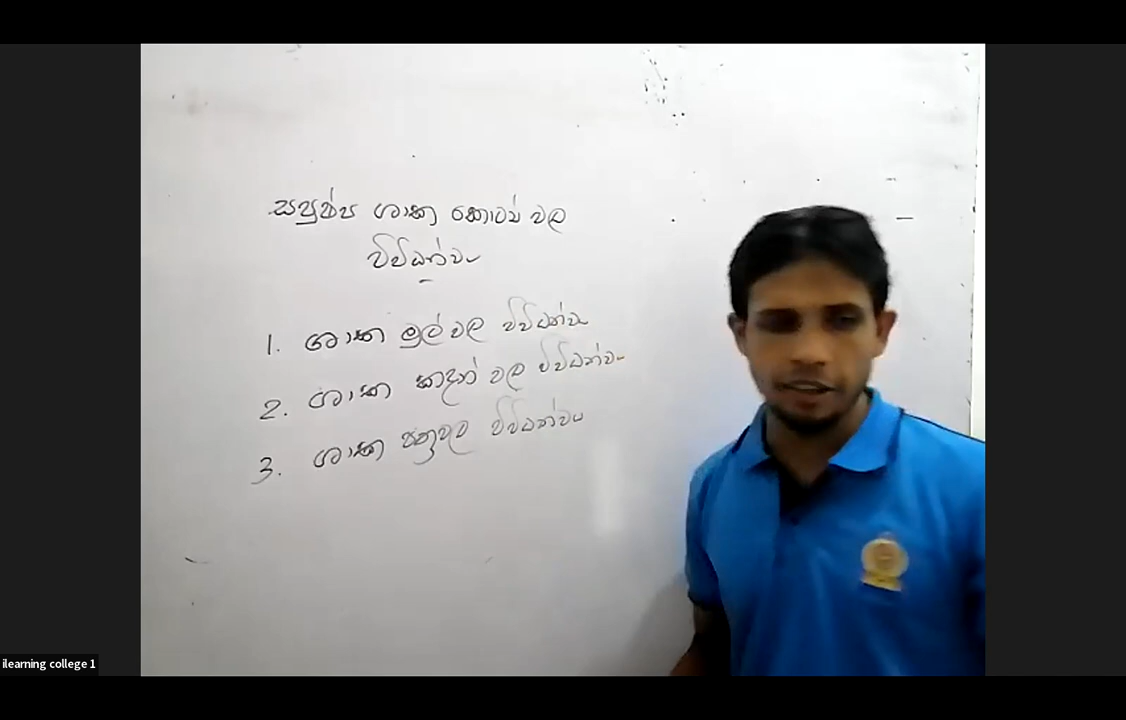 සපුෂ්ප ශාක කොටස් වල
විවිධත්වය
1. ශාක මුල් වල විවිධත්වය
2. ශාක කඳන් වල විවිධත්වය
3. ශාක පත්‍රවල විවිධත්වය
ilearning college 1